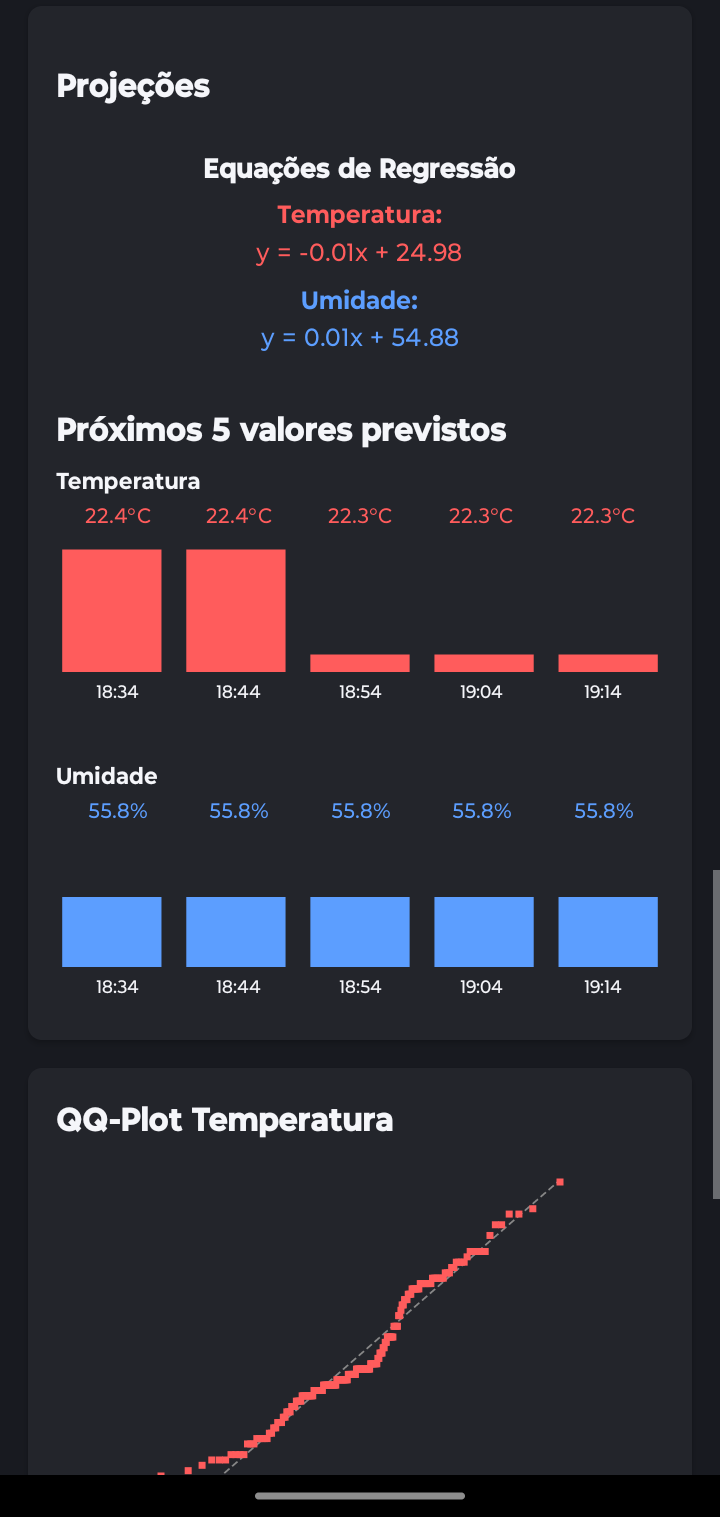 Projeções
Equações de Regressão
Temperatura:
y = -0.01x + 24.98
Umidade:
y = 0.01x + 54.88
Próximos 5 valores previstos
Temperatura
22.4°C 22.4°C 22.3°C 22.3°C 22.3°C
18:34 18:44 18:54 19:04 19:14
Umidade
55.8% 55.8% 55.8% 55.8% 55.8%
18:34 18:44 18:54 19:04 19:14
QQ-Plot Temperatura